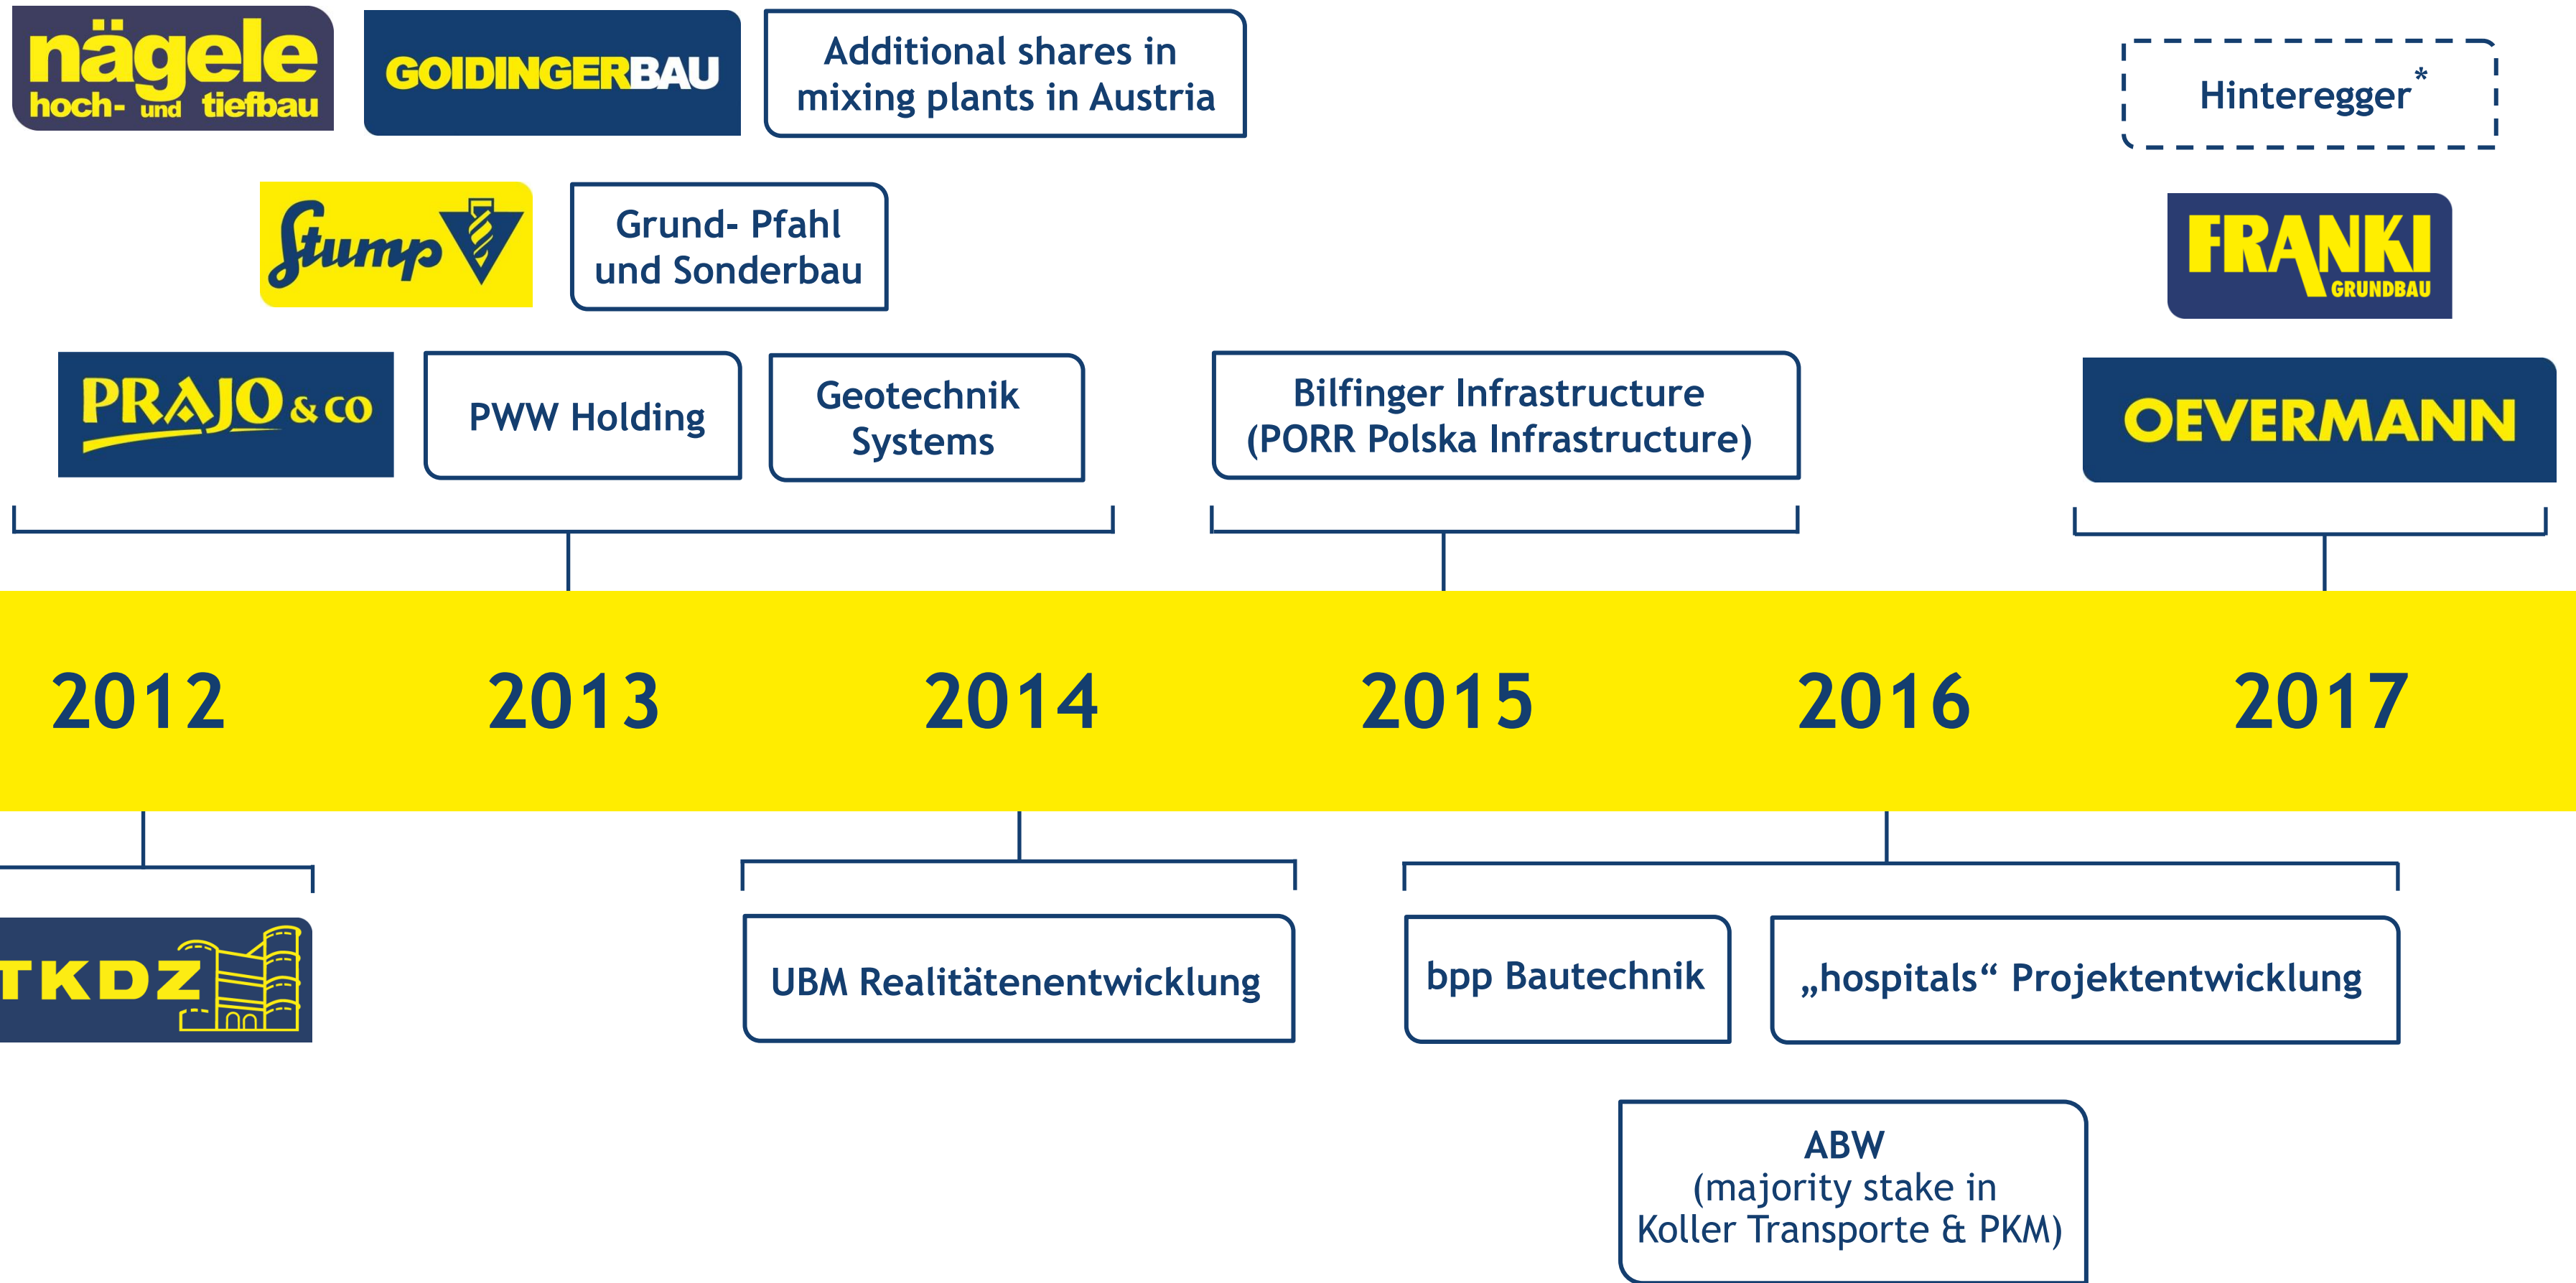 nägele
hoch- und tiefbau
GOIDINGERBAU
Additional shares in
mixing plants in Austria
Hinteregger*
Stump
Grund- Pfahl
und Sonderbau
FRANKI
GRUNDBAU
PRAJO & CO
PWW Holding
Geotechnik
Systems
Bilfinger Infrastructure
(PORR Polska Infrastructure)
OEVERMANN
2012 2013 2014 2015 2016 2017
TKDZ
UBM Realitätenentwicklung
bpp Bautechnik
„hospitals“ Projektentwicklung
ABW
(majority stake in
Koller Transporte & PKM)